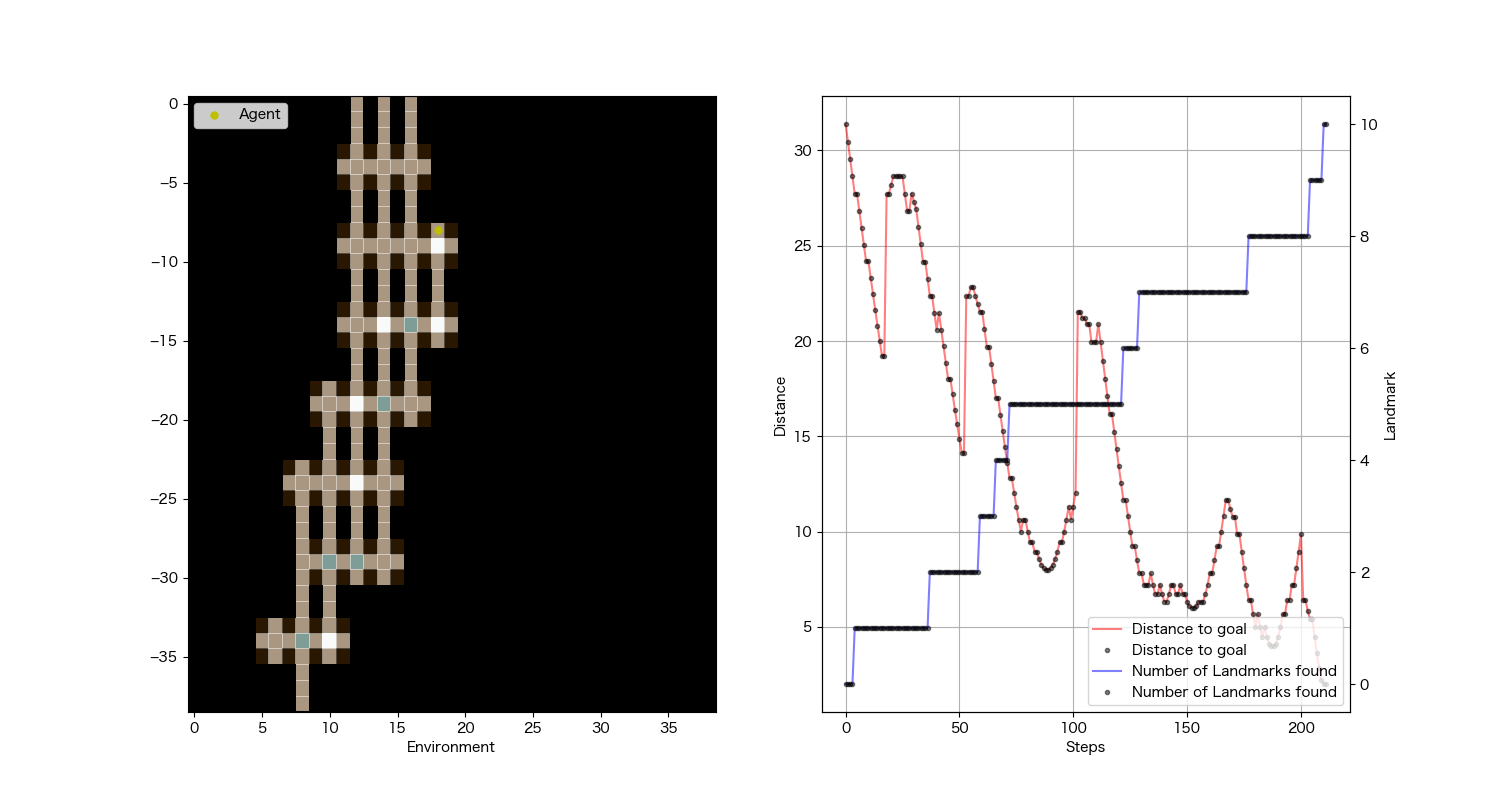 0
Agent
−5
−10
−15
−20
−25
−30
−35
0 5 10 15 20 25 30 35
Environment
30
25
20
15
10
5
Distance
10
8
6
4
2
0
Landmark
Distance to goal
Distance to goal
Number of Landmarks found
Number of Landmarks found
0 50 100 150 200
Steps